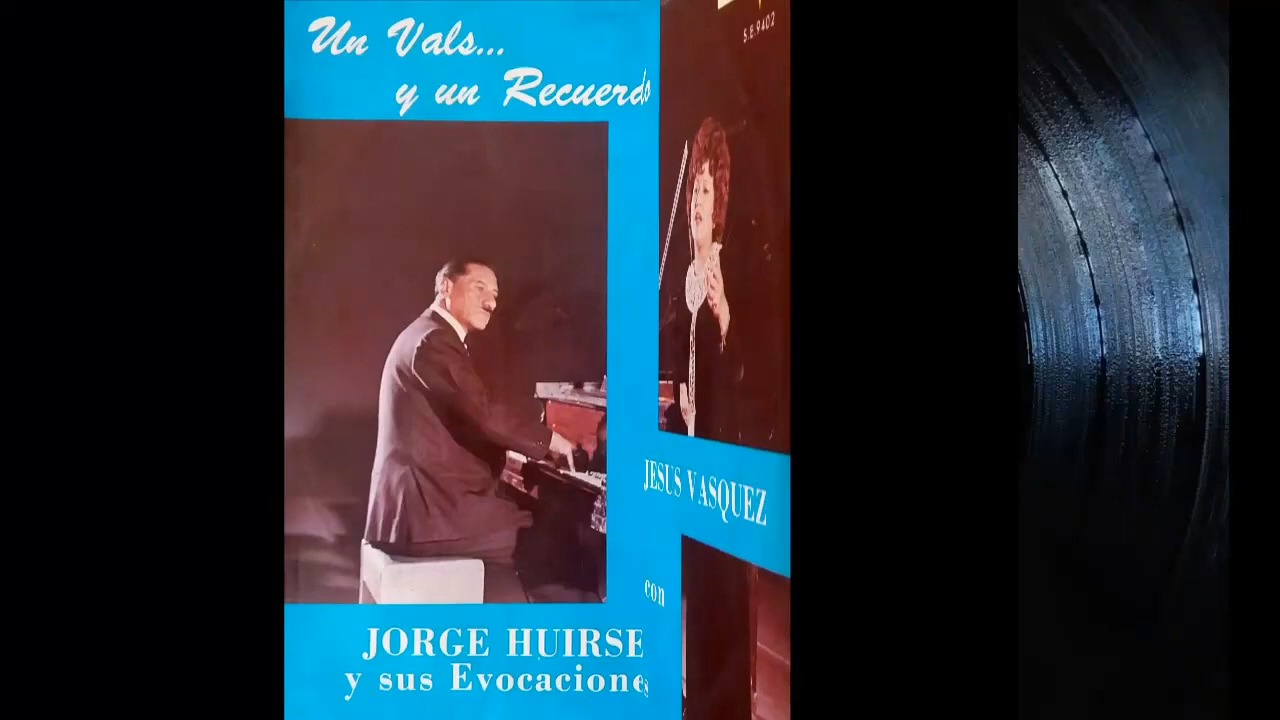 Un Vals...
y un Recuerdo
S.E.9402
JESUS VASQUEZ
con
JORGE HUIRSE
y sus Evocaciones